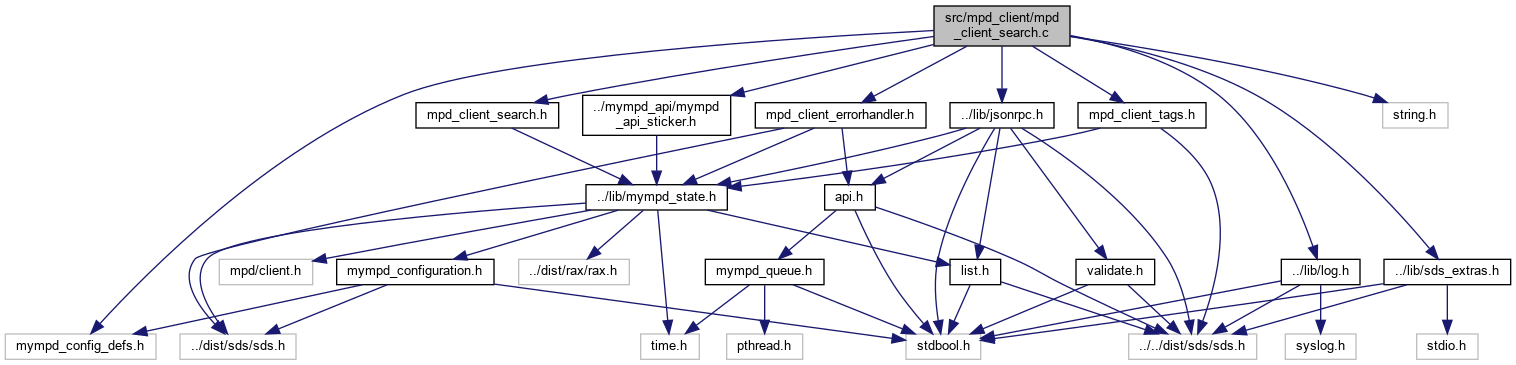 src/mpd_client/mpd
_client_search.c
mpd_client_search.h
../mympd_api/mympd
_api_sticker.h
mpd_client_errorhandler.h
../lib/jsonrpc.h
mpd_client_tags.h
string.h
../lib/mympd_state.h
api.h
mpd/client.h
mympd_configuration.h
../dist/rax/rax.h
mympd_queue.h
list.h
validate.h
../lib/log.h
../lib/sds_extras.h
mympd_config_defs.h
../dist/sds/sds.h
time.h
pthread.h
stdbool.h
../../dist/sds/sds.h
syslog.h
stdio.h